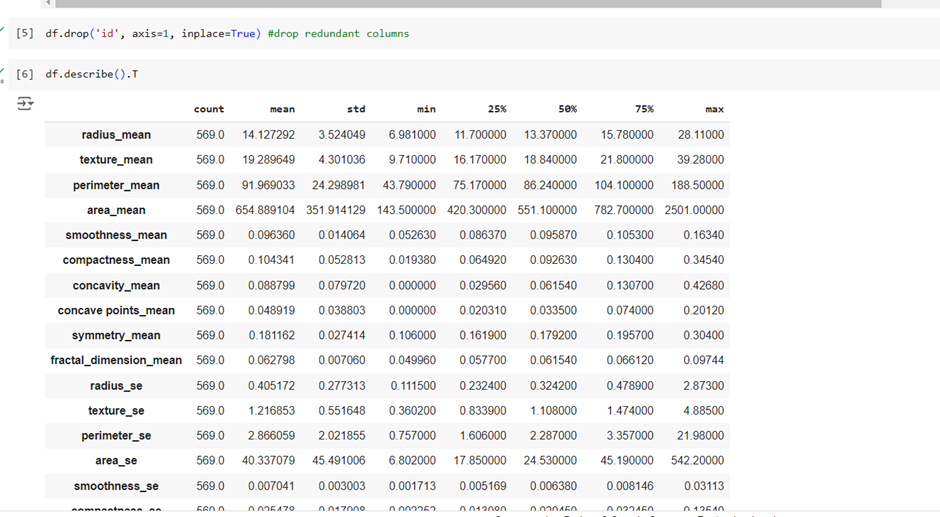 [5] df.drop('id', axis=1, inplace=True) #drop redundant columns
[6] df.describe().T
count mean std min 25% 50% 75% max
radius_mean 569.0 14.127292 3.524049 6.981000 11.700000 13.370000 15.780000 28.11000
texture_mean 569.0 19.289649 4.301036 9.710000 16.170000 18.840000 21.800000 39.28000
perimeter_mean 569.0 91.969033 24.298981 43.790000 75.170000 86.240000 104.100000 188.50000
area_mean 569.0 654.889104 351.914129 143.500000 420.300000 551.100000 782.700000 2501.00000
smoothness_mean 569.0 0.096360 0.014064 0.052630 0.086370 0.095870 0.105300 0.16340
compactness_mean 569.0 0.104341 0.052813 0.019380 0.064920 0.092630 0.130400 0.34540
concavity_mean 569.0 0.088799 0.079720 0.000000 0.029560 0.061540 0.130700 0.42680
concave points_mean 569.0 0.048919 0.038803 0.000000 0.020310 0.033500 0.074000 0.20120
symmetry_mean 569.0 0.181162 0.027414 0.106000 0.161900 0.179200 0.195700 0.30400
fractal_dimension_mean 569.0 0.062798 0.007060 0.049960 0.057700 0.061540 0.066120 0.09744
radius_se 569.0 0.405172 0.277313 0.111500 0.232400 0.324200 0.478900 2.87300
texture_se 569.0 1.216853 0.551648 0.360200 0.833900 1.108000 1.474000 4.88500
perimeter_se 569.0 2.866059 2.021855 0.757000 1.606000 2.287000 3.357000 21.98000
area_se 569.0 40.337079 45.491006 6.802000 17.850000 24.530000 45.190000 542.20000
smoothness_se 569.0 0.007041 0.003003 0.001713 0.005169 0.006380 0.008146 0.03113